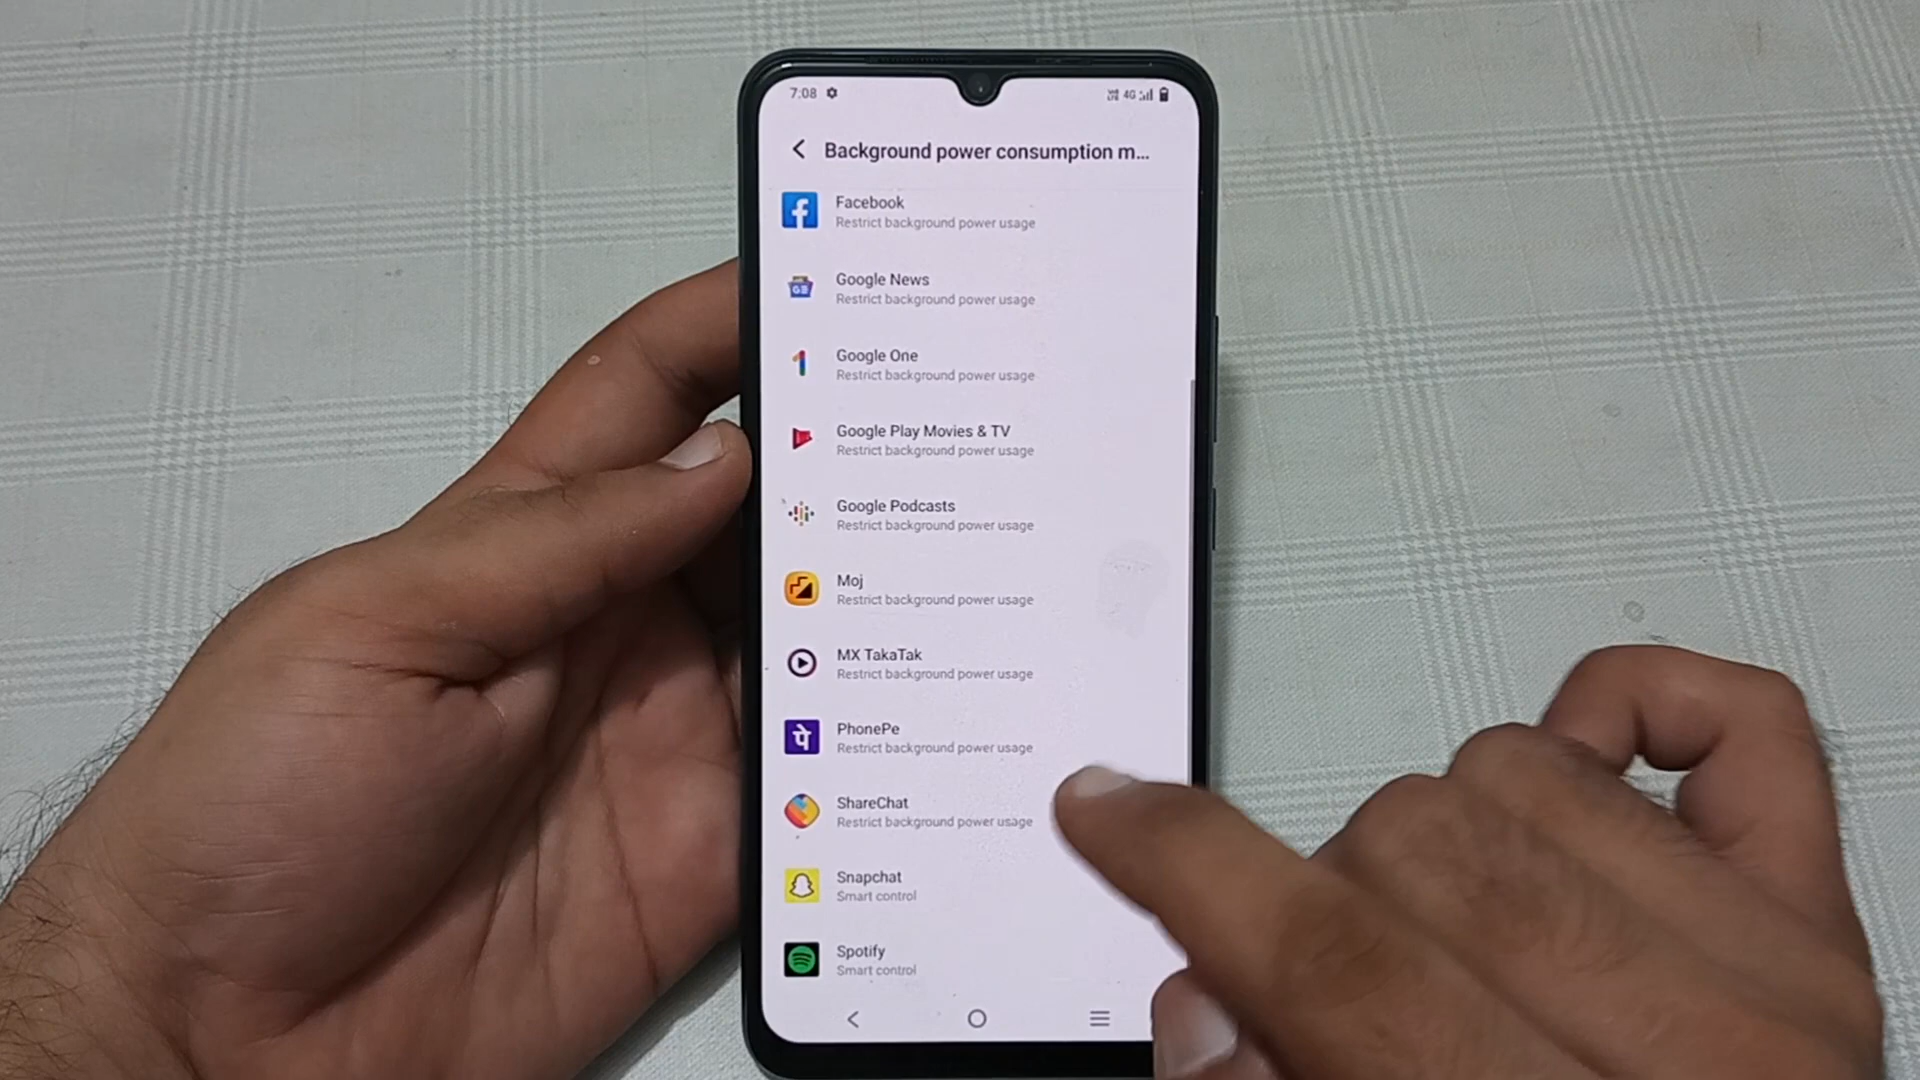 7:08
4G
Background power consumption m...
Facebook
Restrict background power usage
Google News
Restrict background power usage
Google One
Restrict background power usage
Google Play Movies & TV
Restrict background power usage
Google Podcasts
Restrict background power usage
Moj
Restrict background power usage
MX TakaTak
Restrict background power usage
पे
PhonePe
Restrict background power usage
ShareChat
Restrict background power usage
Snapchat
Smart control
Spotify
Smart control